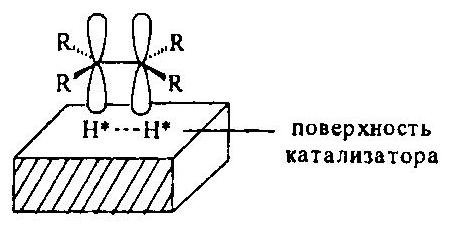 R R
R R
H* --- H*
поверхность
катализатора